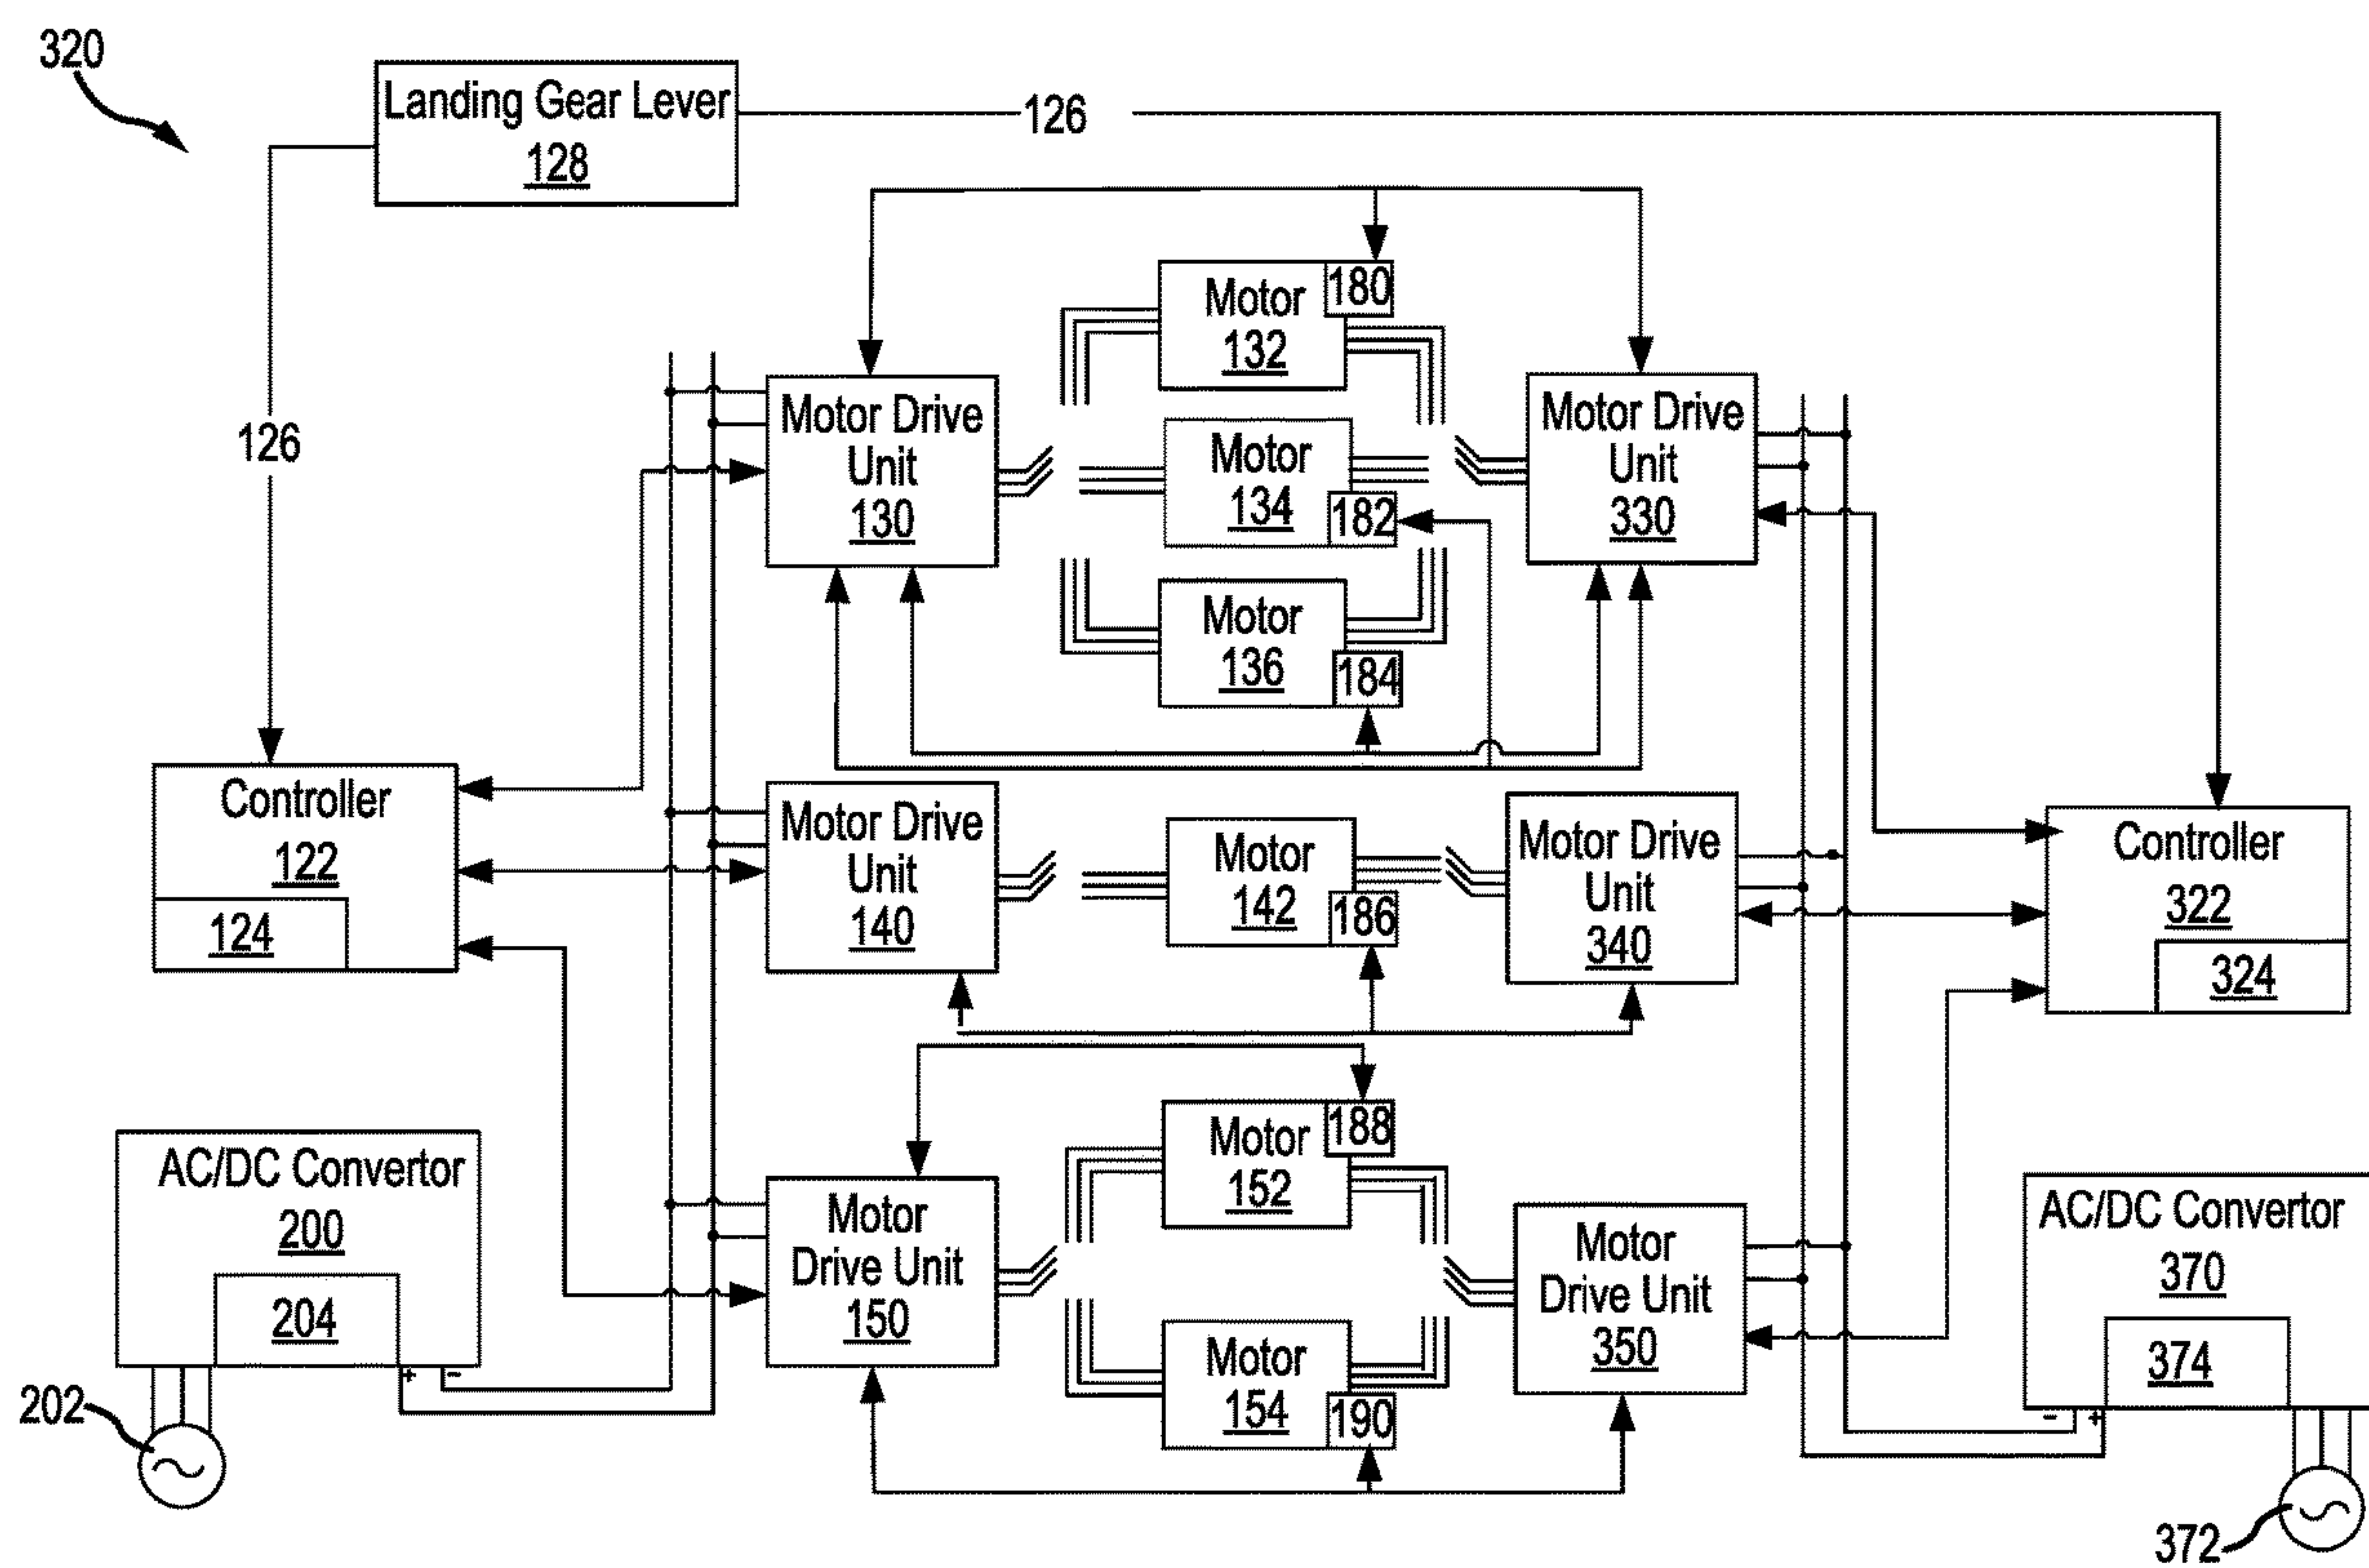 320
Landing Gear Lever
128
126
126
Motor
132
180
Motor Drive
Unit
130
Motor
134
182
Motor Drive
Unit
330
Motor
136
184
Controller
122
124
Motor Drive
Unit
140
Motor
142
186
Motor Drive
Unit
340
Controller
322
324
AC/DC Convertor
200
204
+ -
202
Motor
Drive Unit
150
Motor
152
188
Motor
154
190
Motor
Drive Unit
350
AC/DC Convertor
370
374
- +
372